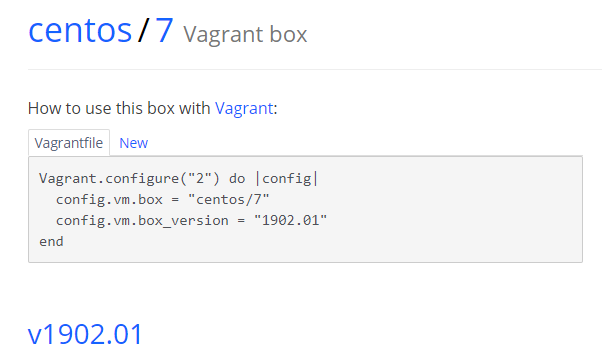 centos / 7 Vagrant box
How to use this box with Vagrant:
Vagrantfile New
Vagrant.configure("2") do |config|
  config.vm.box = "centos/7"
  config.vm.box_version = "1902.01"
end
v1902.01